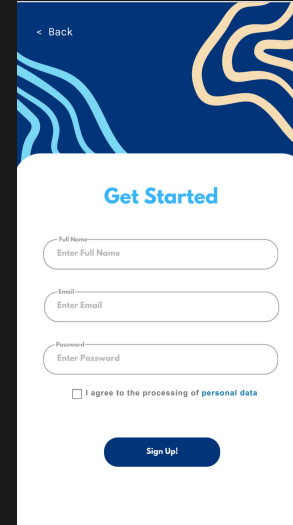 < Back
Get Started
Full Name
Enter Full Name
Email
Enter Email
Password
Enter Password
I agree to the processing of personal data
Sign Up!